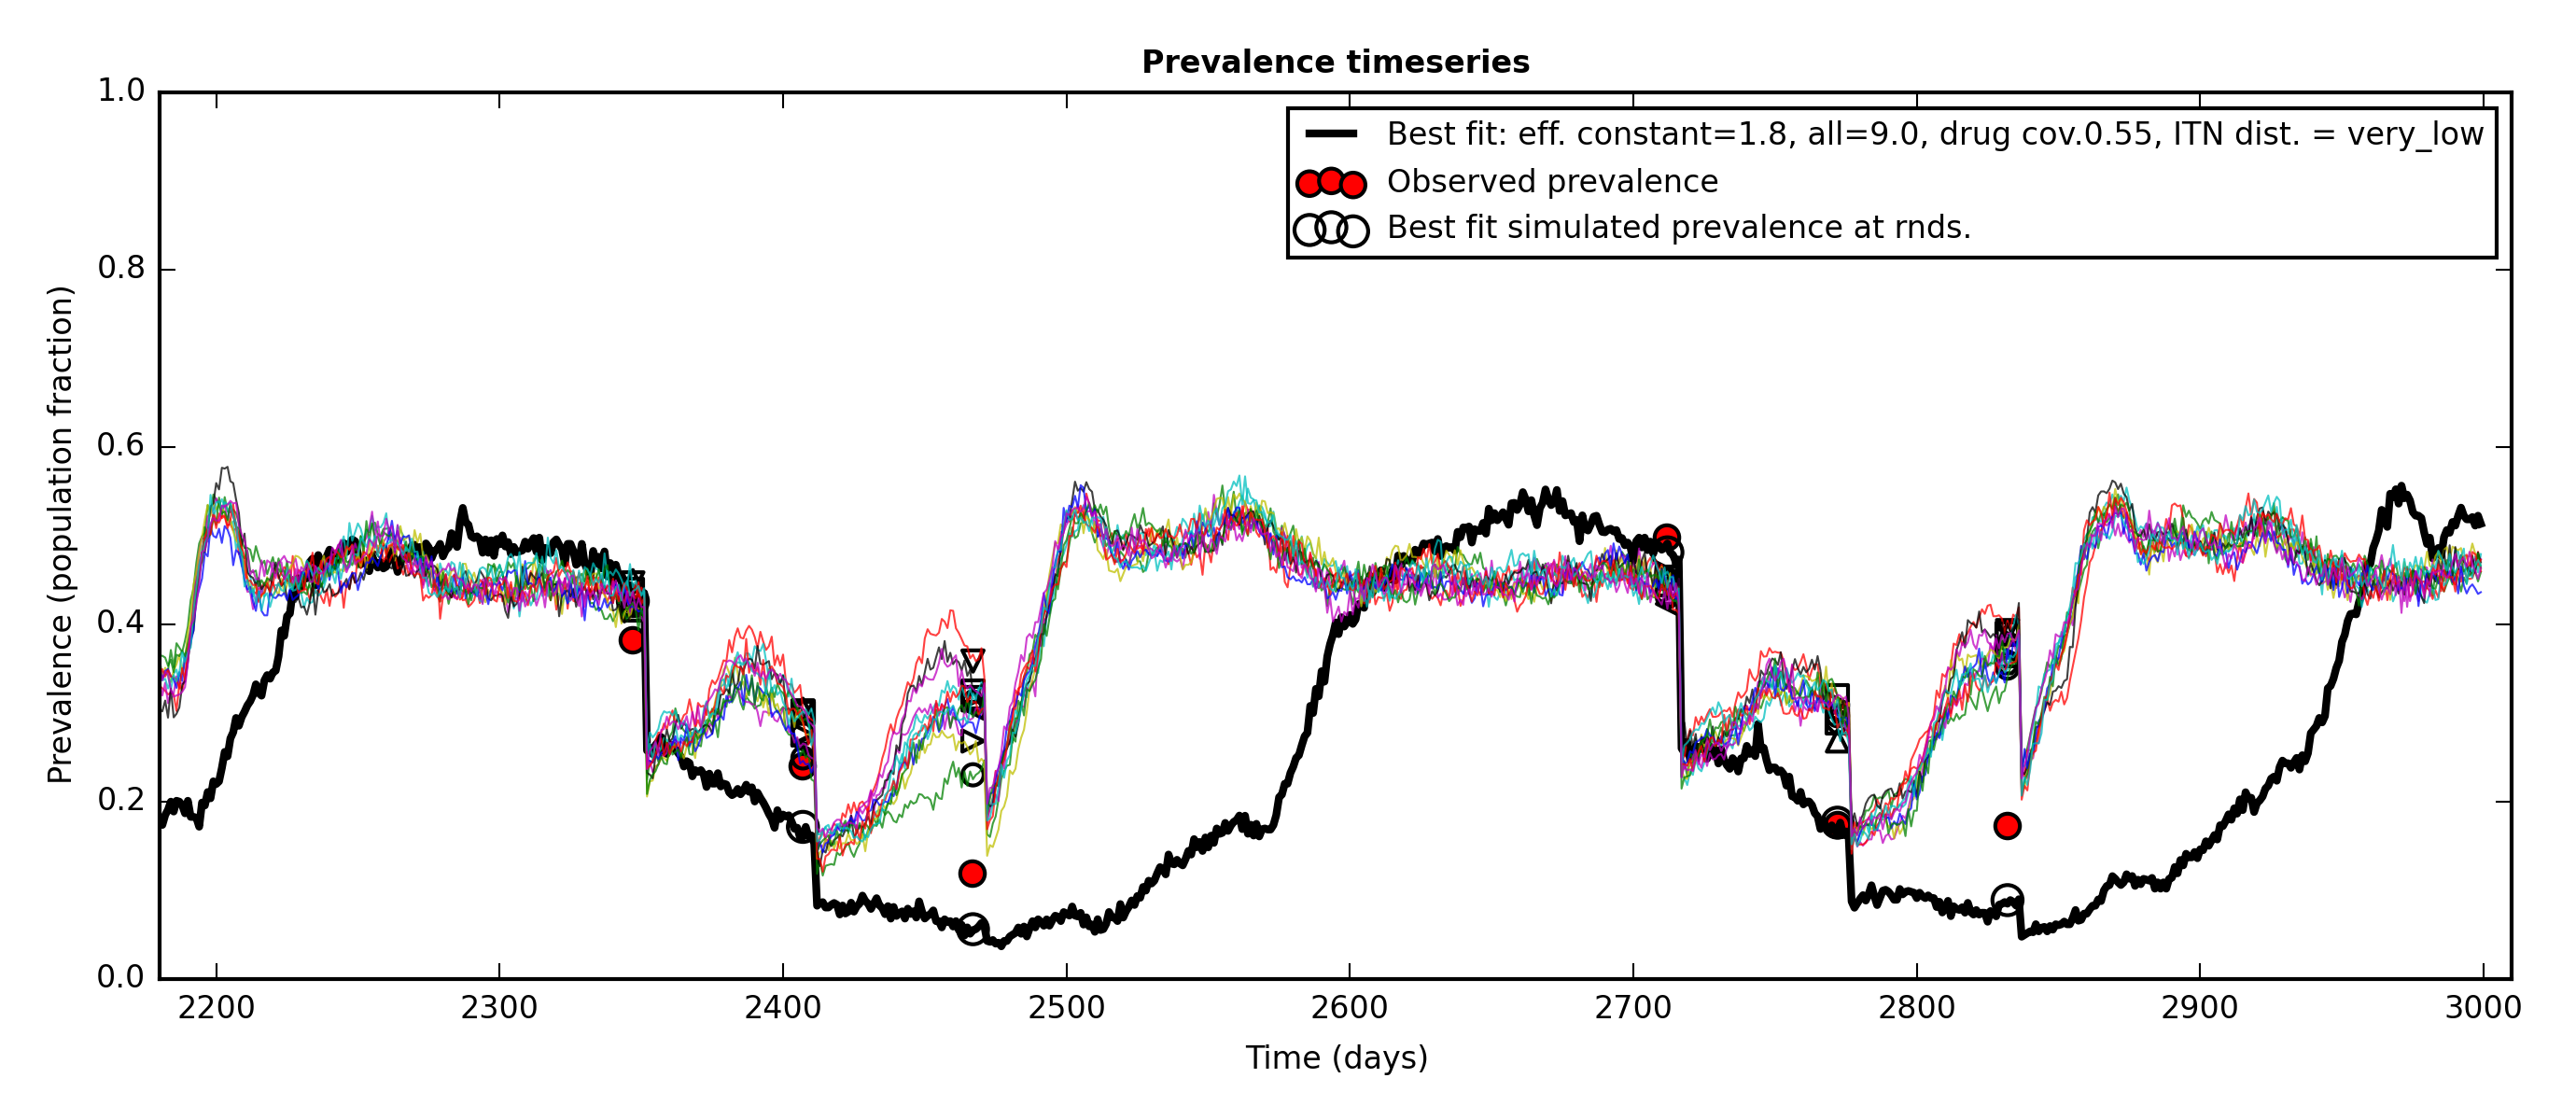 Prevalence timeseries
1.0
0.8
0.6
0.4
0.2
0.0
Prevalence (population fraction)
Best fit: eff. constant=1.8, all=9.0, drug cov.0.55, ITN dist. = very_low
Observed prevalence
Best fit simulated prevalence at rnds.
2200 2300 2400 2500 2600 2700 2800 2900 3000
Time (days)